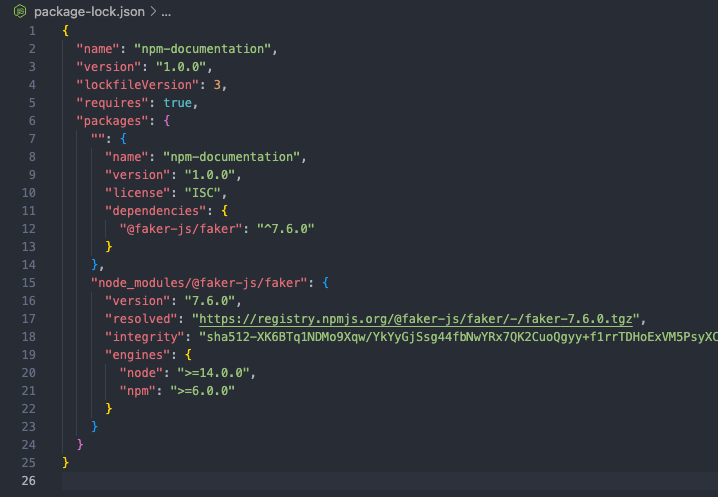 package-lock.json > ...
1 {
2 "name": "npm-documentation",
3 "version": "1.0.0",
4 "lockfileVersion": 3,
5 "requires": true,
6 "packages": {
7 "": {
8 "name": "npm-documentation",
9 "version": "1.0.0",
10 "license": "ISC",
11 "dependencies": {
12 "@faker-js/faker": "^7.6.0"
13 }
14 },
15 "node_modules/@faker-js/faker": {
16 "version": "7.6.0",
17 "resolved": "https://registry.npmjs.org/@faker-js/faker/-/faker-7.6.0.tgz",
18 "integrity": "sha512-XK6BTq1NDMo9Xqw/YkYyGjSsg44fbNwYRx7QK2CuoQgyy+f1rrTDHoExVM5PsyXC
19 "engines": {
20 "node": ">=14.0.0",
21 "npm": ">=6.0.0"
22 }
23 }
24 }
25 }
26